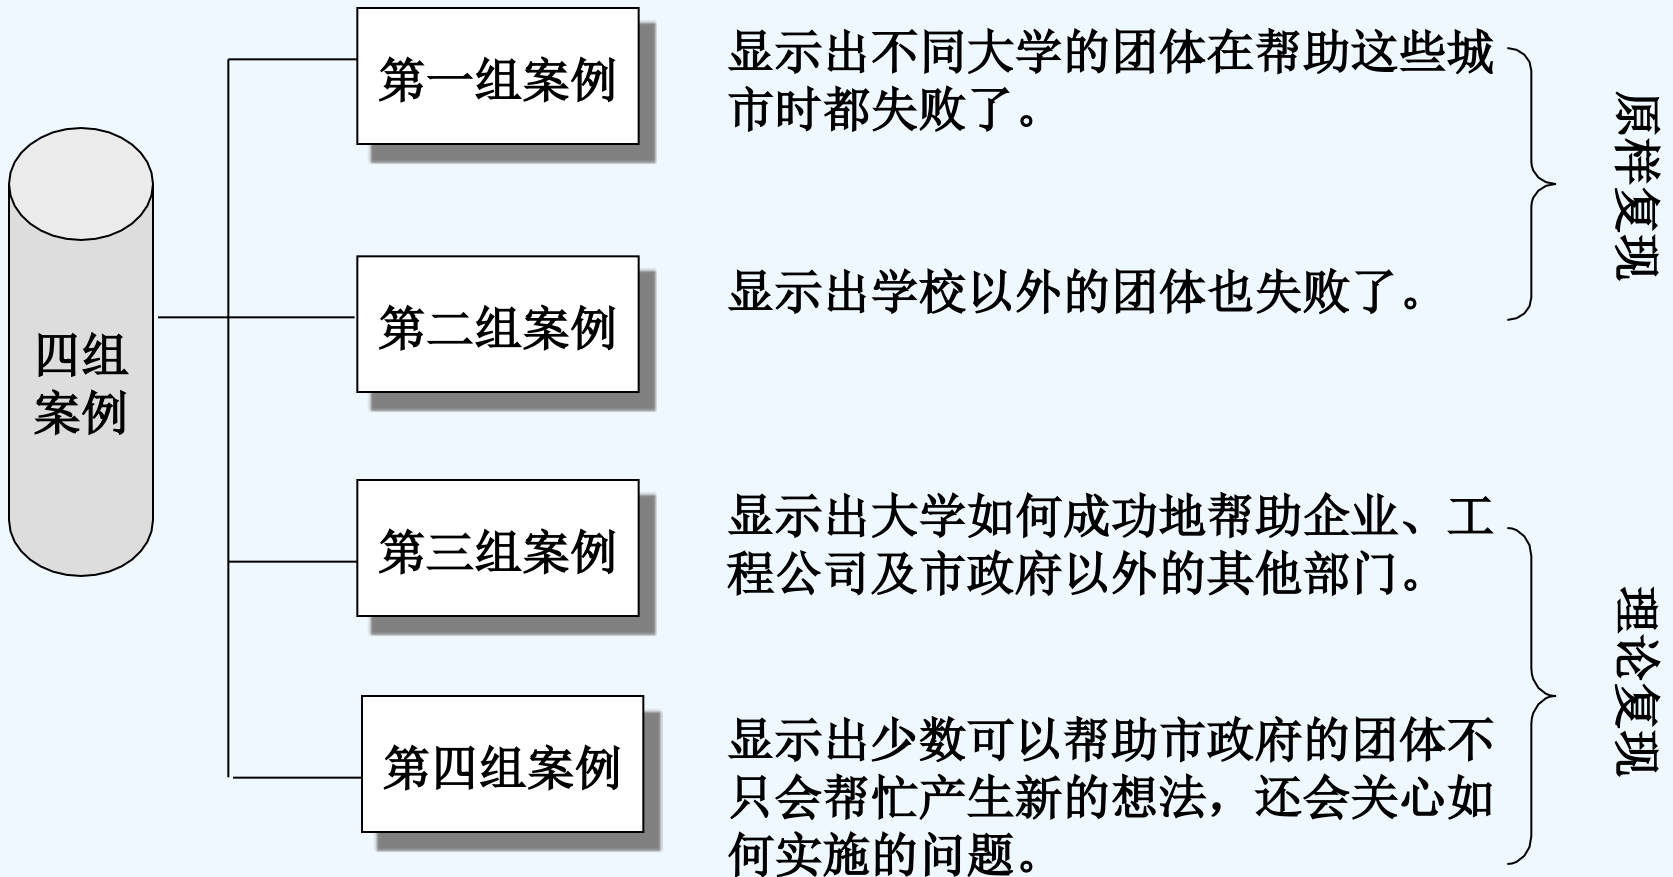 四组
案例
第一组案例
显示出不同大学的团体在帮助这些城
市时都失败了。
第二组案例
显示出学校以外的团体也失败了。
原样复现
第三组案例
显示出大学如何成功地帮助企业、工
程公司及市政府以外的其他部门。
第四组案例
显示出少数可以帮助市政府的团体不
只会帮忙产生新的想法，还会关心如
何实施的问题。
理论复现